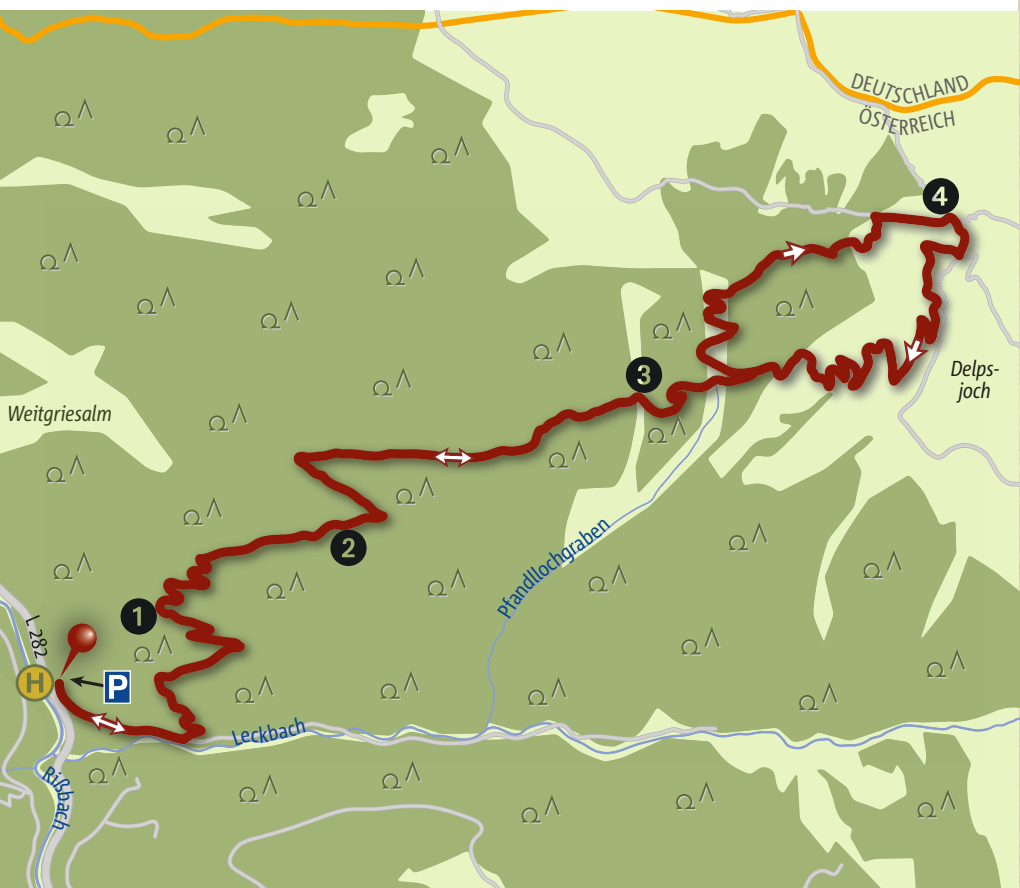 DEUTSCHLAND
ÖSTERREICH
4
3
Delps-
joch
Weitgriesalm
2
Pfandllochgraben
1
L 282
H
P
Leckbach
Rißbach